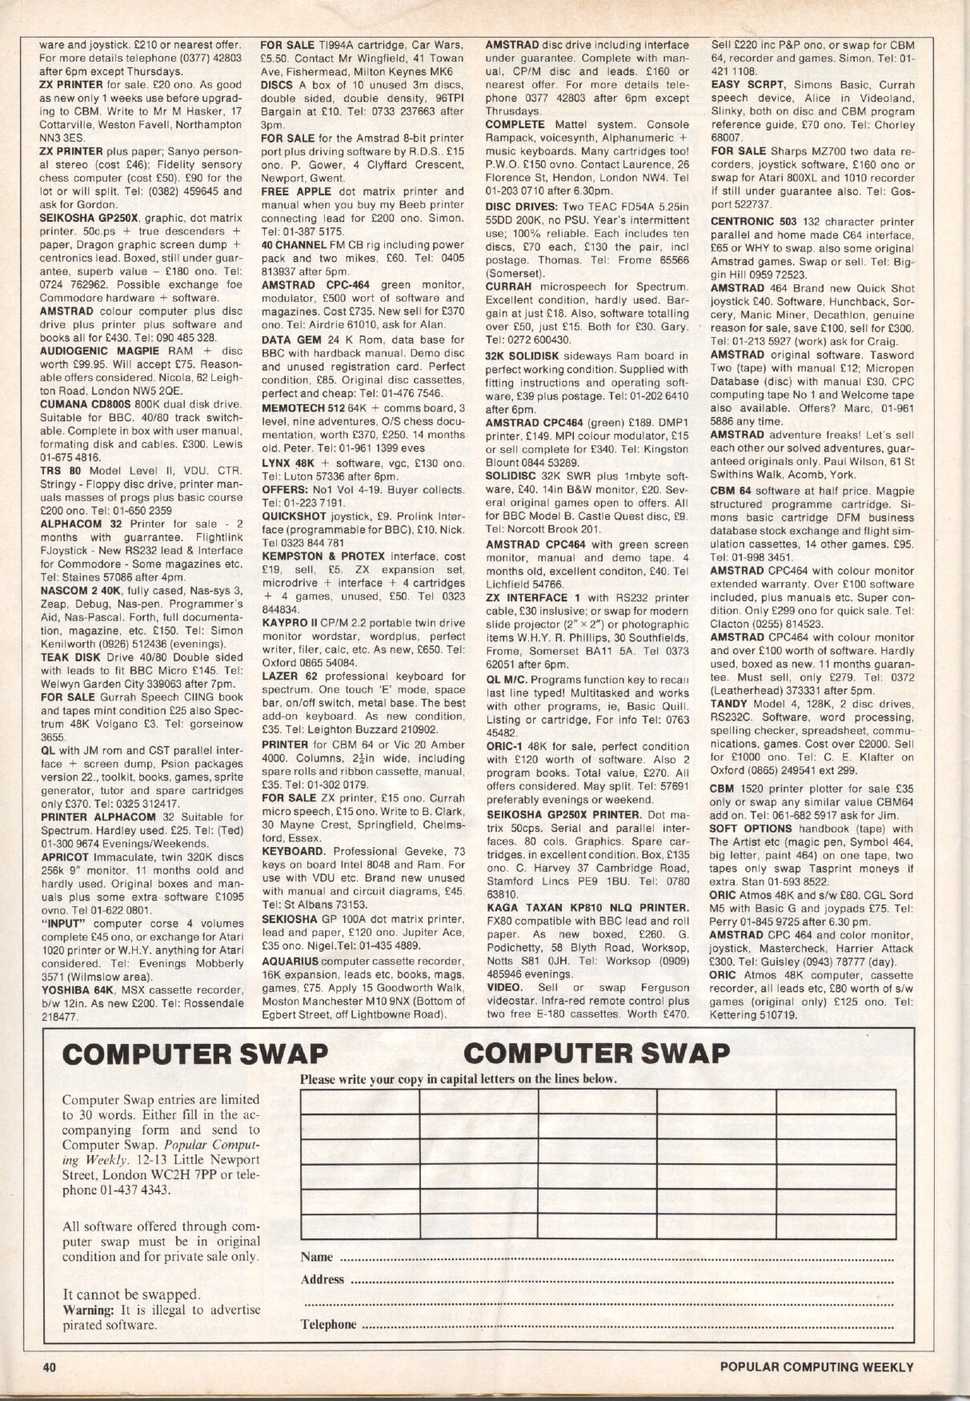 ware and joystick. £210 or nearest offer.
For more details telephone (0377) 42803
after 6pm except Thursdays.
ZX PRINTER for sale. £20 ono. As good
as new only 1 weeks use before upgrad-
ing to CBM. Write to Mr M Hasker, 17
Cottarville, Weston Favell, Northampton
NN3 3ES.
ZX PRINTER plus paper; Sanyo person-
al stereo (cost £46); Fidelity sensory
chess computer (cost £50). £90 for the
lot or will split. Tel: (0382) 459645 and
ask for Gordon.
SEIKOSHA GP250X, graphic, dot matrix
printer. 50c.ps + true descenders +
paper, Dragon graphic screen dump +
centronics lead. Boxed, still under guar-
antee, superb value – £180 ono. Tel:
0724 762962. Possible exchange foe
Commodore hardware + software.
AMSTRAD colour computer plus disc
drive plus printer plus software and
books all for £430. Tel: 090 485 328.
AUDIOGENIC MAGPIE RAM + disc
worth £99.95. Will accept £75. Reason-
able offers considered. Nicola, 62 Leigh-
ton Road, London NW5 2QE.
CUMANA CD800S 800K dual disk drive.
Suitable for BBC. 40/80 track switch-
able. Complete in box with user manual,
formating disk and cables. £300. Lewis
01-675 4816.
TRS 80 Model Level II, VDU. CTR.
Stringy - Floppy disc drive, printer man-
uals masses of progs plus basic course
£200 ono. Tel: 01-650 2359
ALPHACOM 32 Printer for sale - 2
months with guarrantee. Flightlink
FJoystick - New RS232 lead & Interface
for Commodore - Some magazines etc.
Tel: Staines 57086 after 4pm.
NASCOM 2 40K, fully cased, Nas-sys 3,
Zeap, Debug, Nas-pen. Programmer's
Aid, Nas-Pascal. Forth, full documenta-
tion, magazine, etc. £150. Tel: Simon
Kenilworth (0926) 512436 (evenings).
TEAK DISK Drive 40/80 Double sided
with leads to fit BBC Micro £145. Tel:
Welwyn Garden City 339063 after 7pm.
FOR SALE Gurrah Speech CIING book
and tapes mint condition £25 also Spec-
trum 48K Volgano £3. Tel: gorseinow
3655.
QL with JM rom and CST parallel inter-
face + screen dump, Psion packages
version 22., toolkit, books, games, sprite
generator, tutor and spare cartridges
only £370. Tel: 0325 312417.
PRINTER ALPHACOM 32 Suitable for
Spectrum. Hardley used. £25. Tel: (Ted)
01-300 9674 Evenings/Weekends.
APRICOT Immaculate, twin 320K discs
256k 9" monitor. 11 months oold and
hardly used. Original boxes and man-
uals plus some extra software £1095
ovno. Tel 01-622 0801.
"INPUT" computer corse 4 volumes
complete £45 ono, or exchange for Atari
1020 printer or W.H.Y. anything for Atari
considered. Tel: Evenings Mobberly
3571 (Wilmslow area).
YOSHIBA 64K, MSX cassette recorder,
b/w 12in. As new £200. Tel: Rossendale
218477.
FOR SALE TI994A cartridge, Car Wars,
£5.50. Contact Mr Wingfield, 41 Towan
Ave, Fishermead, Milton Keynes MK6
DISCS A box of 10 unused 3m discs,
double sided, double density, 96TPI
Bargain at £10. Tel: 0733 237663 after
3pm.
FOR SALE for the Amstrad 8-bit printer
port plus driving software by R.D.S. £15
ono. P. Gower, 4 Clyffard Crescent,
Newport, Gwent.
FREE APPLE dot matrix printer and
manual when you buy my Beeb printer
connecting lead for £200 ono. Simon.
Tel: 01-387 5175.
40 CHANNEL FM CB rig including power
pack and two mikes, £60. Tel: 0405
813937 after 5pm.
AMSTRAD CPC-464 green monitor,
modulator, £500 wort of software and
magazines. Cost £735. New sell for £370
ono. Tel: Airdrie 61010, ask for Alan.
DATA GEM 24 K Rom, data base for
BBC with hardback manual. Demo disc
and unused registration card. Perfect
condition, £85. Original disc cassettes,
perfect and cheap: Tel: 01-476 7546.
MEMOTECH 512 64K + comms board, 3
level, nine adventures, O/S chess docu-
mentation, worth £370, £250. 14 months
old. Peter. Tel: 01-961 1399 eves
LYNX 48K + software, vgc, £130 ono.
Tel: Luton 57336 after 6pm.
OFFERS: No1 Vol 4-19. Buyer collects.
Tel: 01-223 7191.
QUICKSHOT joystick, £9. Prolink Inter-
face (programmable for BBC), £10. Nick.
Tel 0323 844 781
KEMPSTON & PROTEX interface, cost
£19, sell, £5. ZX expansion set,
microdrive + interface + 4 cartridges
+ 4 games, unused, £50. Tel 0323
844834.
KAYPRO II CP/M 2.2 portable twin drive
monitor wordstar, wordplus, perfect
writer, filer, calc, etc. As new, £650. Tel:
Oxford 0865 54084.
LAZER 62 professional keyboard for
spectrum. One touch 'E' mode, space
bar, on/off switch, metal base. The best
add-on keyboard. As new condition,
£35. Tel: Leighton Buzzard 210902.
PRINTER for CBM 64 or Vic 20 Amber
4000. Columns, 2¼in wide, including
spare rolls and ribbon cassette, manual,
£35. Tel: 01-302 0179.
FOR SALE ZX printer, £15 ono. Currah
micro speech, £15 ono. Write to B. Clark,
30 Mayne Crest, Springfield, Chelms-
ford, Essex.
KEYBOARD. Professional Geveke, 73
keys on board Intel 8048 and Ram. For
use with VDU etc. Brand new unused
with manual and circuit diagrams, £45.
Tel: St Albans 73153.
SEKIOSHA GP 100A dot matrix printer,
lead and paper, £120 ono. Jupiter Ace,
£35 ono. Nigel.Tel: 01-435 4889.
AQUARIUS computer cassette recorder,
16K expansion, leads etc, books, mags,
games, £75. Apply 15 Goodworth Walk,
Moston Manchester M10 9NX (Bottom of
Egbert Street, off Lightbowne Road).
AMSTRAD disc drive including interface
under guarantee. Complete with man-
ual, CP/M disc and leads. £160 or
nearest offer. For more details tele-
phone 0377 42803 after 6pm except
Thrusdays.
COMPLETE Mattel system. Console
Rampack, voicesynth, Alphanumeric +
music keyboards. Many cartridges too!
P.W.O. £150 ovno. Contact Laurence, 26
Florence St, Hendon, London NW4. Tel
01-203 0710 after 6.30pm.
DISC DRIVES: Two TEAC FD54A 5.25in
55DD 200K, no PSU. Year's intermittent
use; 100% reliable. Each includes ten
discs, £70 each, £130 the pair, incl
postage. Thomas. Tel: Frome 65566
(Somerset).
CURRAH microspeech for Spectrum.
Excellent condition, hardly used. Bar-
gain at just £18. Also, software totalling
over £50, just £15. Both for £30. Gary.
Tel: 0272 600430.
32K SOLIDISK sideways Ram board in
perfect working condition. Supplied with
fitting instructions and operating soft-
ware, £39 plus postage. Tel: 01-202 6410
after 6pm.
AMSTRAD CPC464 (green) £189. DMP1
printer, £149. MPI colour modulator, £15
or sell complete for £340. Tel: Kingston
Blount 0844 53289.
SOLIDISC 32K SWR plus 1mbyte soft-
ware, £40. 14in B&W monitor, £20. Sev-
eral original games open to offers. All
for BBC Model B. Castle Quest disc, £9.
Tel: Norcott Brook 201.
AMSTRAD CPC464 with green screen
monitor, manual and demo tape. 4
months old, excellent conditon, £40. Tel
Lichfield 54766.
ZX INTERFACE 1 with RS232 printer
cable, £30 inslusive; or swap for modern
slide projector (2" × 2") or photographic
items W.H.Y. R. Phillips, 30 Southfields,
Frome, Somerset BA11 5A. Tel 0373
62051 after 6pm.
QL M/C. Programs function key to recall
last line typed! Multitasked and works
with other programs, ie, Basic Quill.
Listing or cartridge, For info Tel: 0763
45482.
ORIC-1 48K for sale, perfect condition
with £120 worth of software. Also 2
program books. Total value, £270. All
offers considered. May split. Tel: 57691
preferably evenings or weekend.
SEIKOSHA GP250X PRINTER. Dot ma-
trix 50cps. Serial and parallel inter-
faces. 80 cols. Graphics. Spare car-
tridges. in excellent condition. Box, £135
ono. C. Harvey 37 Cambridge Road,
Stamford Lincs PE9 1BU. Tel: 0780
63810.
KAGA TAXAN KP810 NLQ PRINTER.
FX80 compatible with BBC lead and roll
paper. As new boxed, £260. G.
Podichetty, 58 Blyth Road, Worksop,
Notts S81 0JH. Tel: Worksop (0909)
485946 evenings.
VIDEO. Sell or swap Ferguson
videostar. Infra-red remote control plus
two free E-180 cassettes. Worth £470.
Sell £220 inc P&P ono, or swap for CBM
64, recorder and games. Simon. Tel: 01-
421 1108.
EASY SCRPT, Simons Basic, Currah
speech device, Alice in Videoland,
Slinky, both on disc and CBM program
reference guide, £70 ono. Tel: Chorley
68007.
FOR SALE Sharps MZ700 two data re-
corders, joystick software, £160 ono or
swap for Atari 800XL and 1010 recorder
if still under guarantee also. Tel: Gos-
port 522737.
CENTRONIC 503 132 character printer
parallel and home made C64 interface,
£65 or WHY to swap. also some original
Amstrad games. Swap or sell. Tel: Big-
gin Hill 0959 72523.
AMSTRAD 464 Brand new Quick Shot
joystick £40. Software, Hunchback, Sor-
cery, Manic Miner, Decathlon, genuine
reason for sale, save £100, sell for £300.
Tel: 01-213 5927 (work) ask for Craig.
AMSTRAD original software. Tasword
Two (tape) with manual £12; Micropen
Database (disc) with manual £30. CPC
computing tape No 1 and Welcome tape
also available. Offers? Marc, 01-961
5886 any time.
AMSTRAD adventure freaks! Let's sell
each other our solved adventures, guar-
anteed originals only. Paul Wilson, 61 St
Swithins Walk, Acomb, York.
CBM 64 software at half price. Magpie
structured programme cartridge. Si-
mons basic cartridge DFM business
database stock exchange and flight sim-
ulation cassettes, 14 other games. £95.
Tel: 01-998 3451.
AMSTRAD CPC464 with colour monitor
extended warranty. Over £100 software
included, plus manuals etc. Super con-
dition. Only £299 ono for quick sale. Tel:
Clacton (0255) 814523.
AMSTRAD CPC464 with colour monitor
and over £100 worth of software. Hardly
used, boxed as new. 11 months guaran-
tee. Must sell, only £279. Tel: 0372
(Leatherhead) 373331 after 5pm.
TANDY Model 4, 128K, 2 disc drives,
RS232C. Software, word processing,
spelling checker, spreadsheet, commu-
nications, games. Cost over £2000. Sell
for £1000 ono. Tel: C. E. Klafter on
Oxford (0865) 249541 ext 299.
CBM 1520 printer plotter for sale £35
only or swap any similar value CBM64
add on. Tel: 061-682 5917 ask for Jim.
SOFT OPTIONS handbook (tape) with
The Artist etc (magic pen, Symbol 464,
big letter, paint 464) on one tape, two
tapes only swap Tasprint moneys if
extra. Stan 01-593 8522.
ORIC Atmos 48K and s/w £80. CGL Sord
M5 with Basic G and joypads £75. Tel:
Perry 01-845 9725 after 6.30 pm.
AMSTRAD CPC 464 and color monitor,
joystick, Mastercheck, Harrier Attack
£300. Tel: Guisley (0943) 78777 (day).
ORIC Atmos 48K computer, cassette
recorder, all leads etc, £80 worth of s/w
games (original only) £125 ono. Tel:
Kettering 510719.
COMPUTER SWAP COMPUTER SWAP
Computer Swap entries are limited
to 30 words. Either fill in the ac-
companying form and send to
Computer Swap. Popular Comput-
ing Weekly. 12-13 Little Newport
Street, London WC2H 7PP or tele-
phone 01-437 4343.
All software offered through com-
puter swap must be in original
condition and for private sale only.
It cannot be swapped.
Warning: It is illegal to advertise
pirated software.
Please write your copy in capital letters on the lines below.
Name
Address
Telephone
40 POPULAR COMPUTING WEEKLY